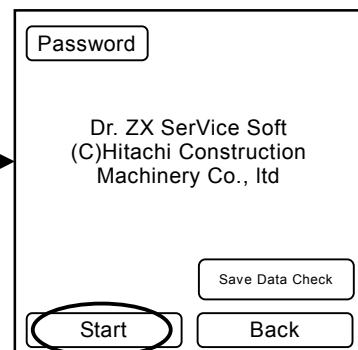 Password
Dr. ZX SerVice Soft
(C)Hitachi Construction
Machinery Co., ltd
Save Data Check
Start
Back